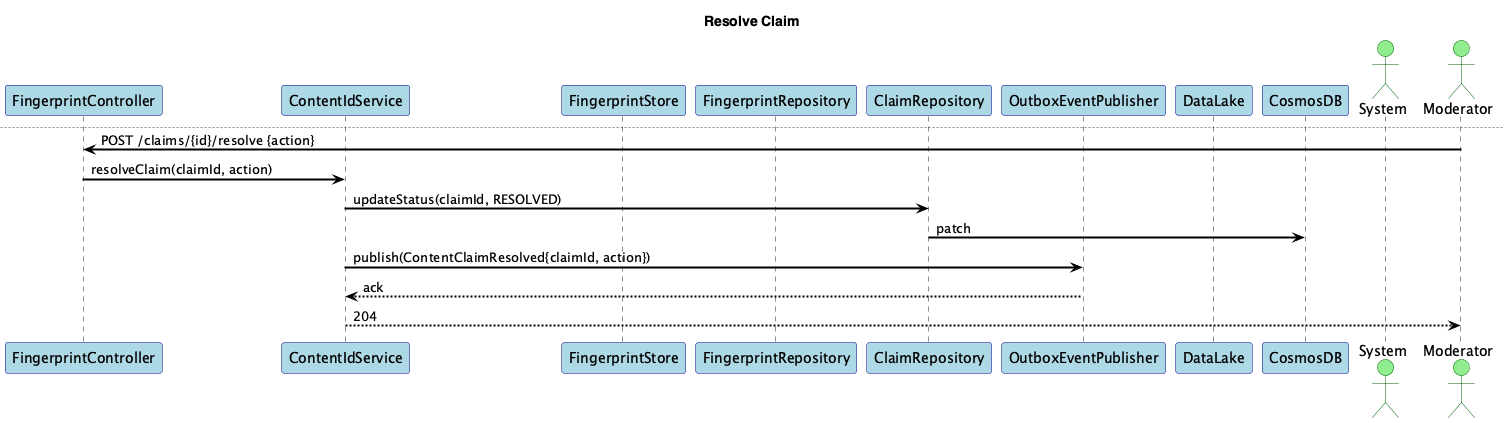 Resolve Claim
FingerprintController ContentIdService FingerprintStore FingerprintRepository ClaimRepository OutboxEventPublisher DataLake CosmosDB System Moderator
POST /claims/{id}/resolve {action}
resolveClaim(claimId, action)
updateStatus(claimId, RESOLVED)
patch
publish(ContentClaimResolved{claimId, action})
ack
204
FingerprintController ContentIdService FingerprintStore FingerprintRepository ClaimRepository OutboxEventPublisher DataLake CosmosDB System Moderator